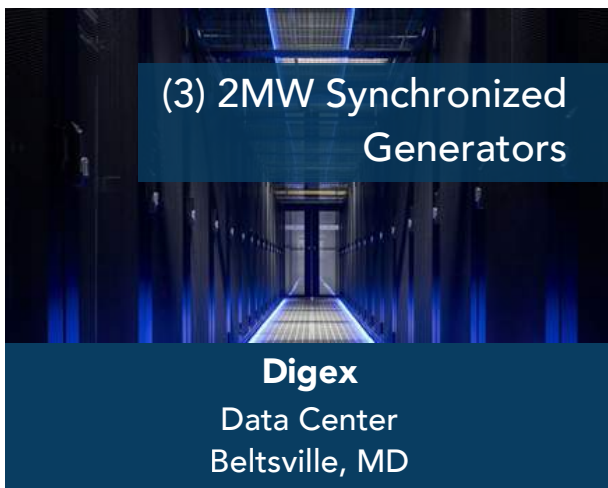 (3) 2MW Synchronized
Generators
Digex
Data Center
Beltsville, MD